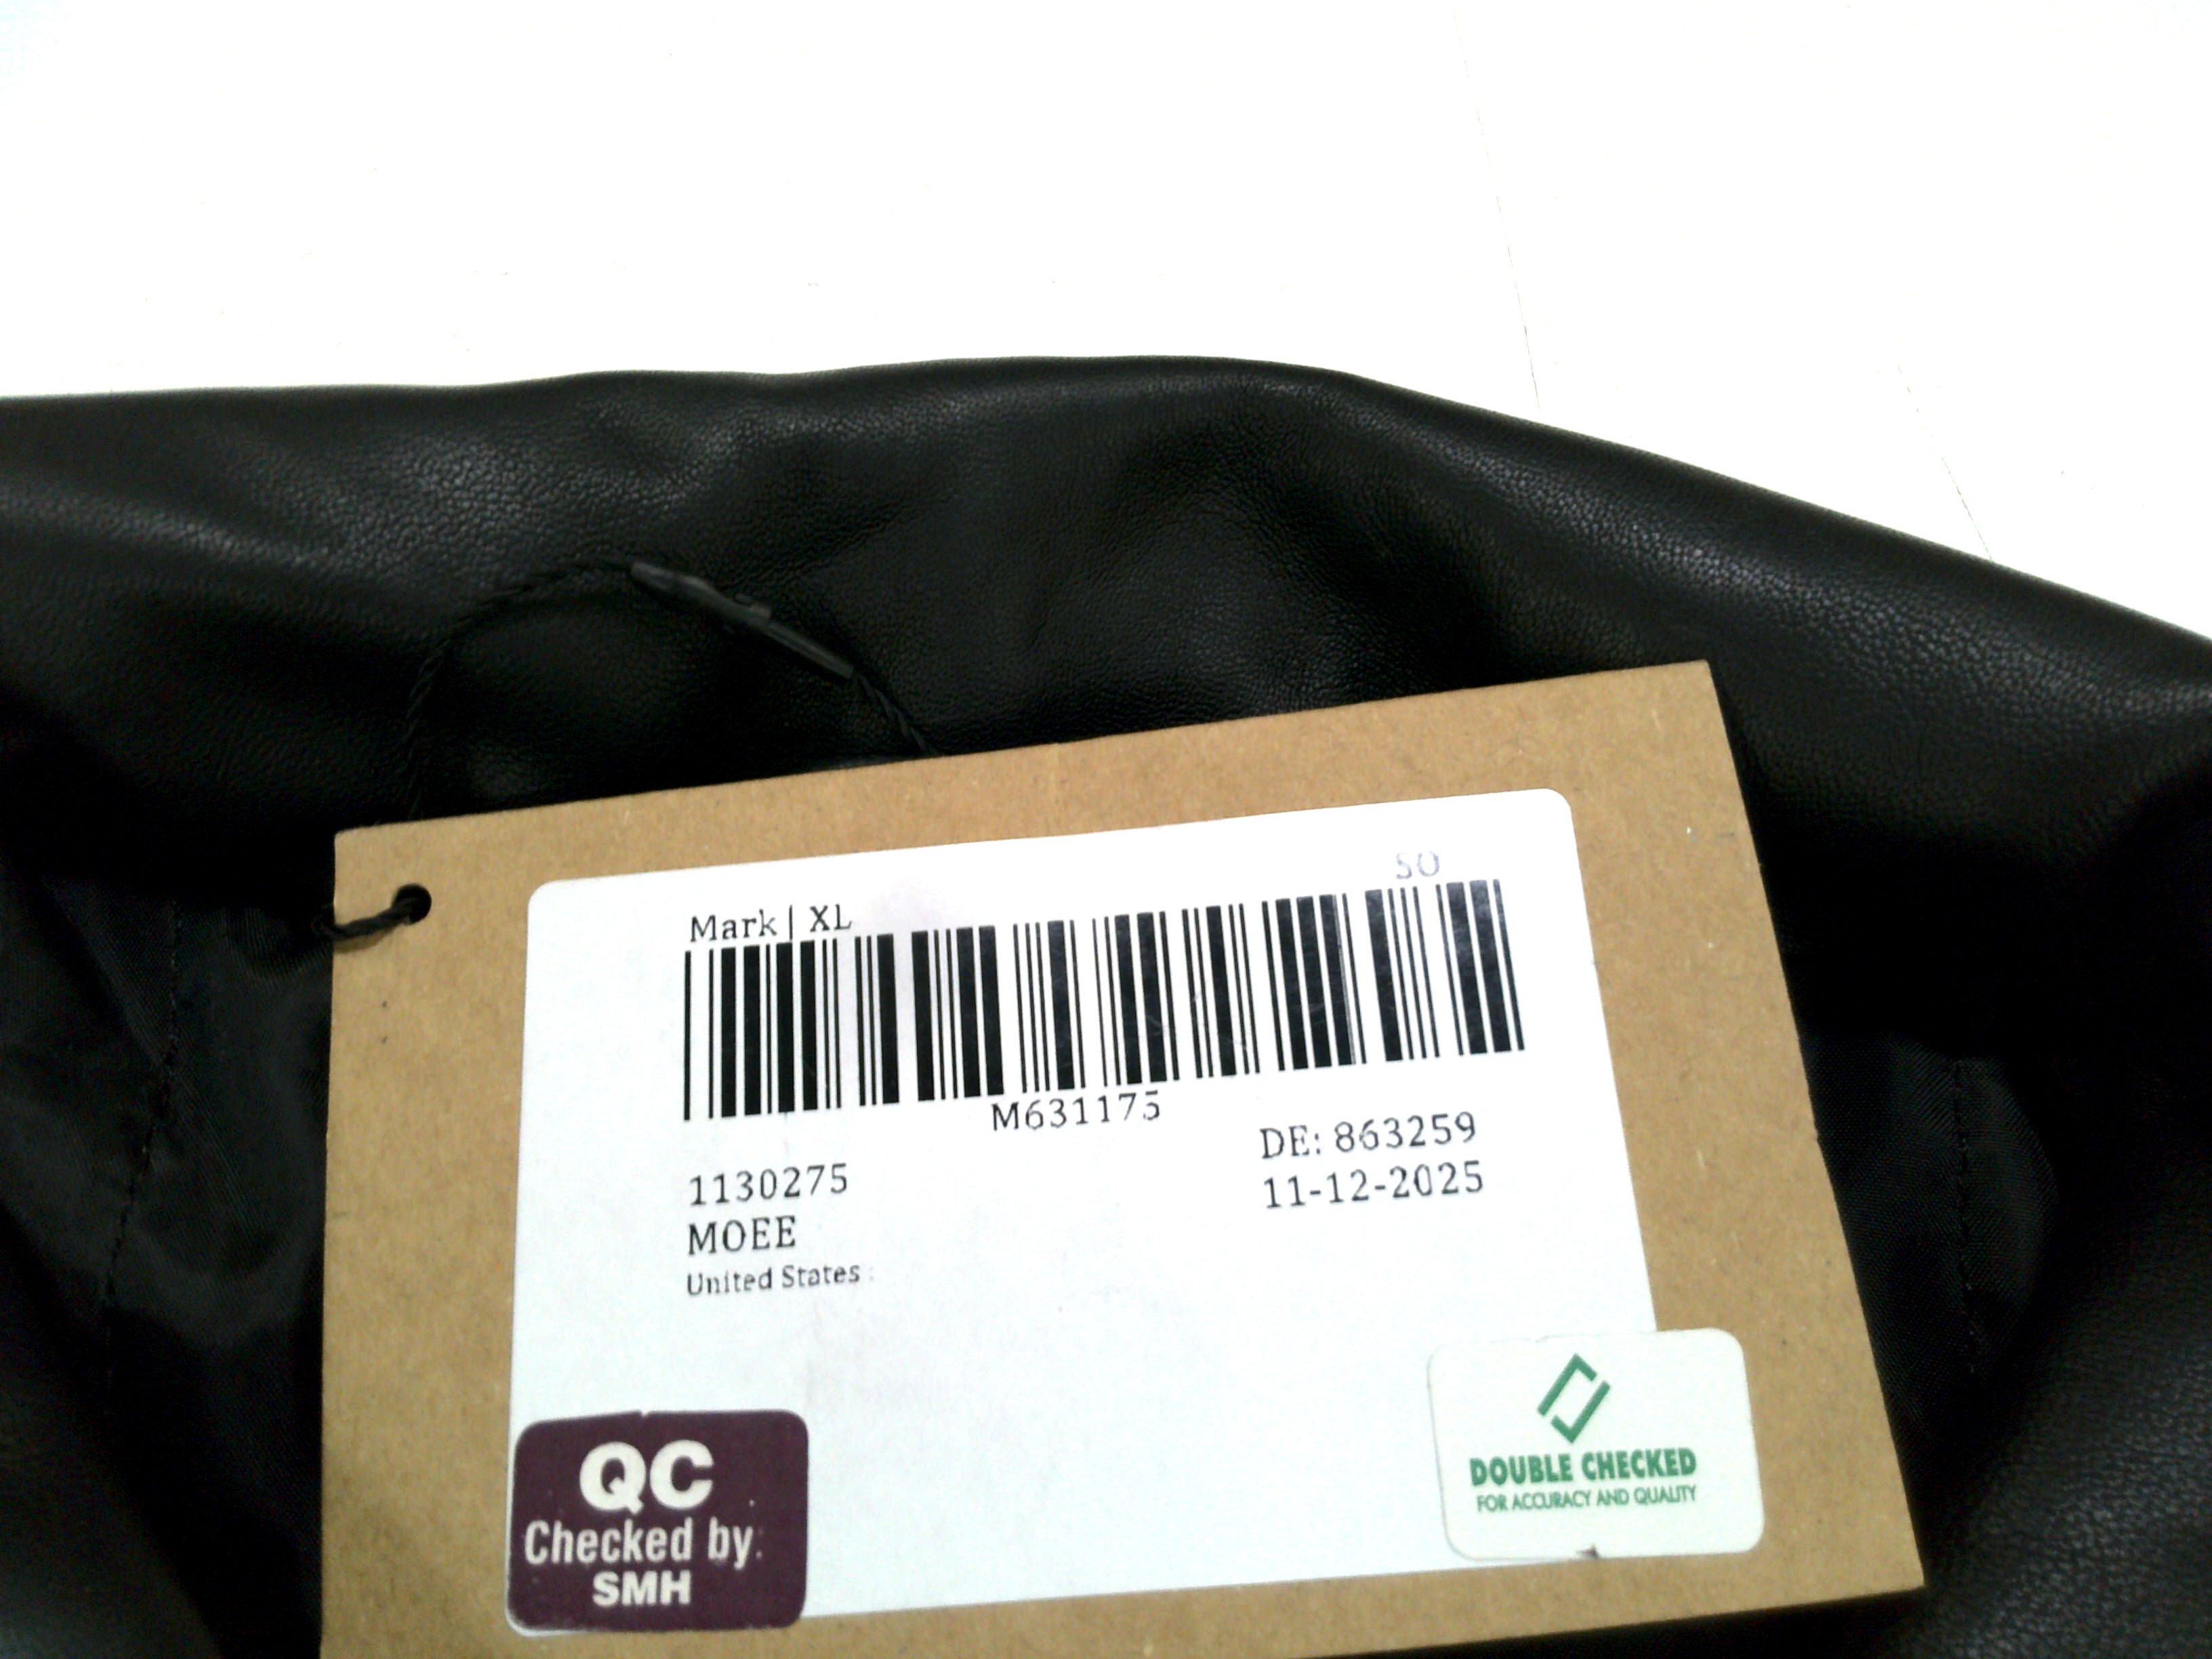 SO
Mark | XL
M631175
DE: 863259
1130275
11-12-2025
MOEE
United States
QC
Checked by:
SMH
DOUBLE CHECKED
FOR ACCURACY AND QUALITY